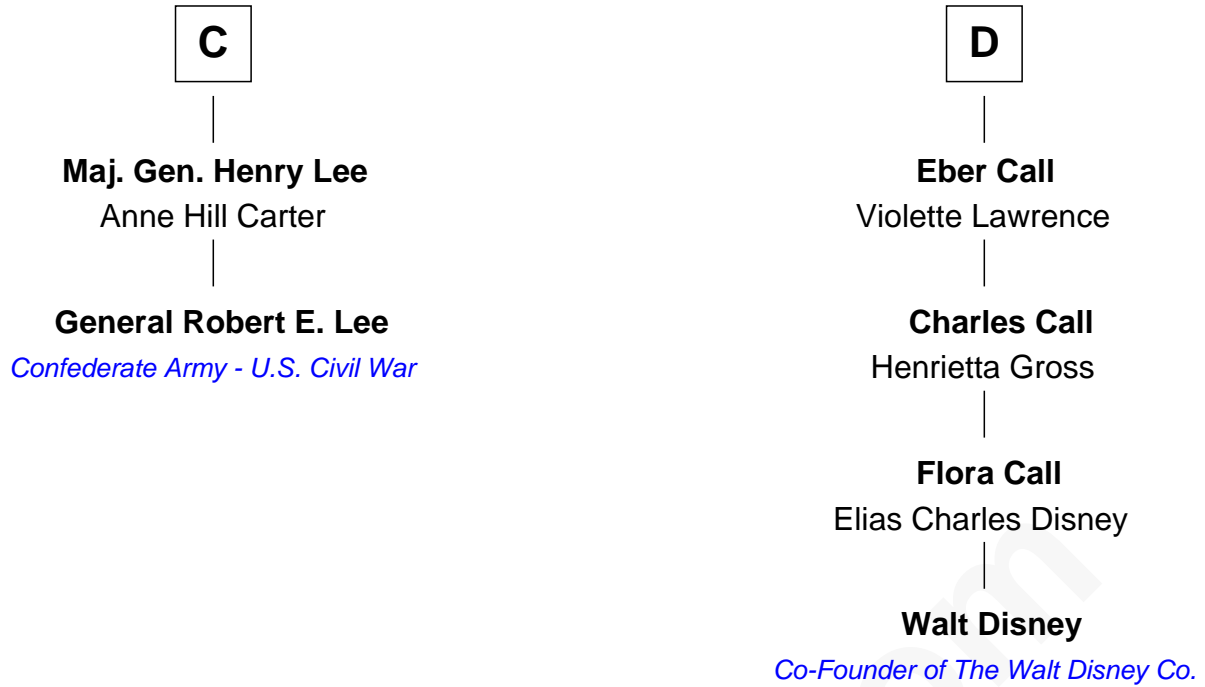 C
Maj. Gen. Henry Lee
Anne Hill Carter
General Robert E. Lee
Confederate Army - U.S. Civil War
D
Eber Call
Violette Lawrence
Charles Call
Henrietta Gross
Flora Call
Elias Charles Disney
Walt Disney
Co-Founder of The Walt Disney Co.